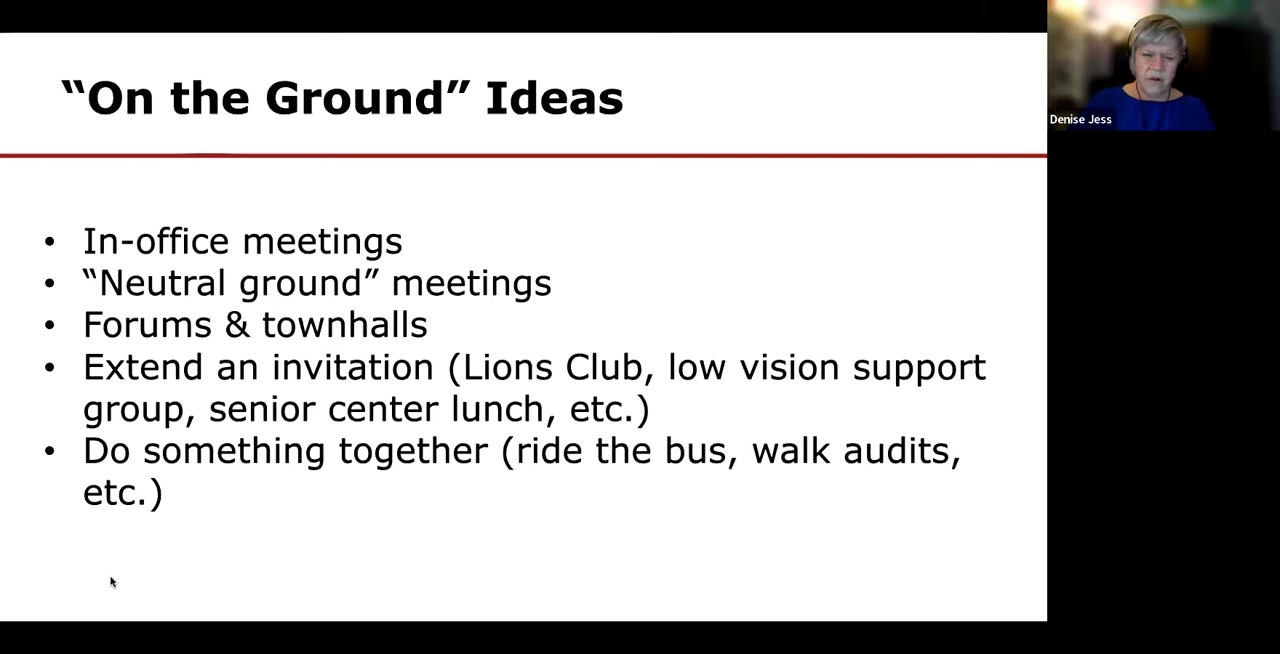 “On the Ground” Ideas
Denise Jess
• In-office meetings
• “Neutral ground” meetings
• Forums & townhalls
• Extend an invitation (Lions Club, low vision support
group, senior center lunch, etc.)
• Do something together (ride the bus, walk audits,
etc.)